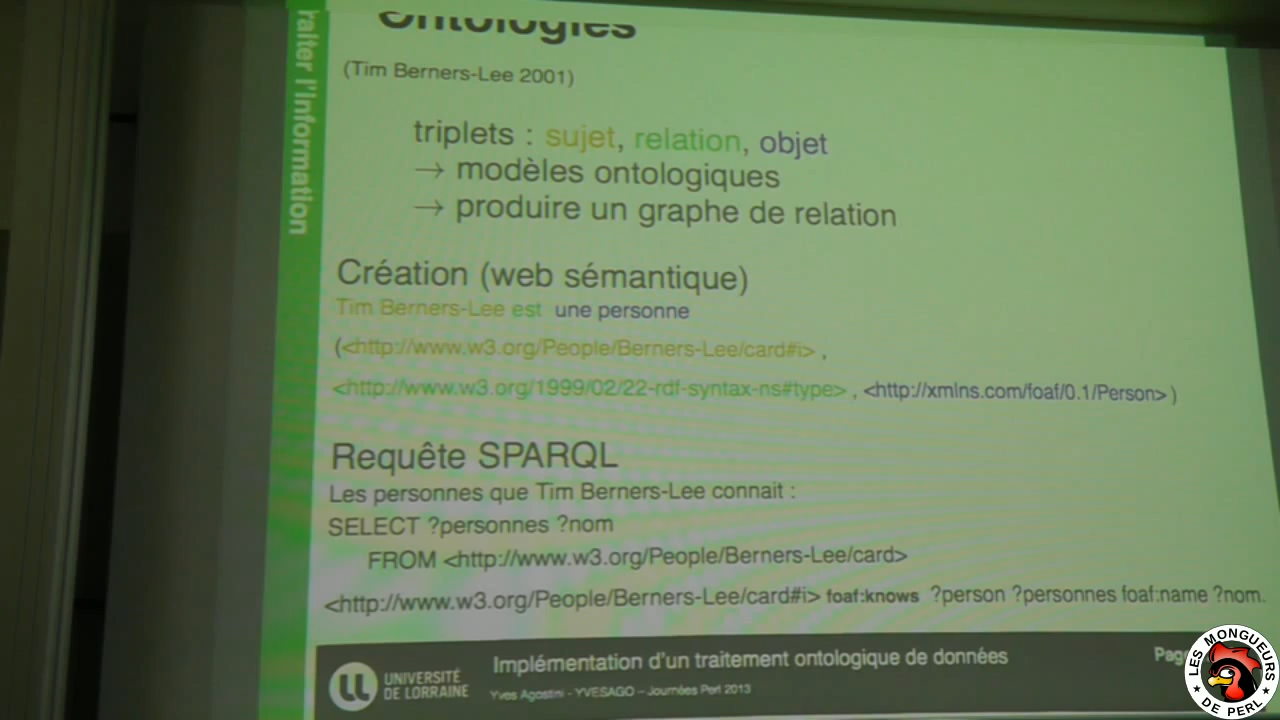 Ontologies
raiter l'information
(Tim Berners-Lee 2001)
triplets : sujet, relation, objet
→ modèles ontologiques
→ produire un graphe de relation
Création (web sémantique)
Tim Berners-Lee est une personne
(<http://www.w3.org/People/Berners-Lee/card#i> ,
<http://www.w3.org/1999/02/22-rdf-syntax-ns#type> , <http://xmlns.com/foaf/0.1/Person> )
Requête SPARQL
Les personnes que Tim Berners-Lee connait :
SELECT ?personnes ?nom
FROM <http://www.w3.org/People/Berners-Lee/card>
<http://www.w3.org/People/Berners-Lee/card#i> foaf:knows ?person ?personnes foaf:name ?nom.
UNIVERSITÉ
DE LORRAINE
Implémentation d'un traitement ontologique de données
Yves Agostini - YVESAGO – Journées Perl 2013
Pag
LES MONGUEURS
★ DE PERL ★